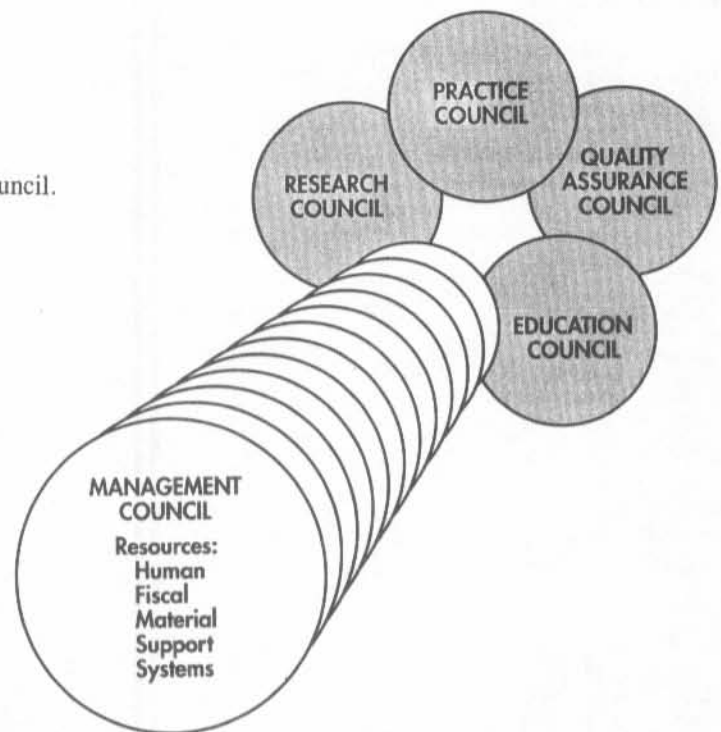 PRACTICE
COUNCIL
RESEARCH
COUNCIL
QUALITY
ASSURANCE
COUNCIL
uncil.
EDUCATION
COUNCIL
MANAGEMENT
COUNCIL
Resources:
Human
Fiscal
Material
Support
Systems